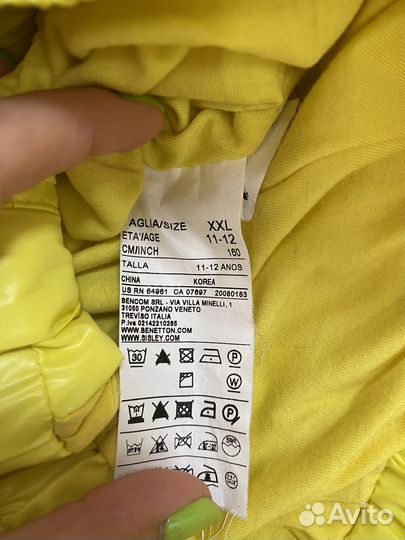 TAGLIA/SIZE XXL
ETA'/AGE 11-12
CM/INCH 160
TALLA 11-12 ANOS
CHINA KOREA
US RN 64961 CA 07697 20080183
BENCOM SRL - VIA VILLA MINELLI, 1
31050 PONZANO VENETO
TREVISO ITALIA
P.iva 02142210265
WWW.BENETTON.COM
WWW.SISLEY.COM
30 P
P
Avito